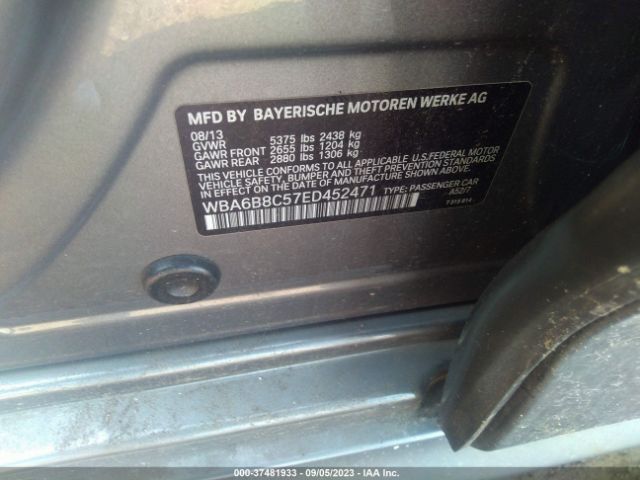 MFD BY BAYERISCHE MOTOREN WERKE AG
08/13
GVWR 5375 lbs 2438 kg
GAWR FRONT 2655 lbs 1204 kg
GAWR REAR 2880 lbs 1306 kg
THIS VEHICLE CONFORMS TO ALL APPLICABLE U.S. FEDERAL MOTOR
VEHICLE SAFETY, BUMPER AND THEFT PREVENTION STANDARDS
IN EFFECT ON THE DATE OF MANUFACTURE SHOWN ABOVE.
WBA6B8C57ED452471 TYPE: PASSENGER CAR
A52/7
000-37481933 - 09/05/2023 - IAA Inc.